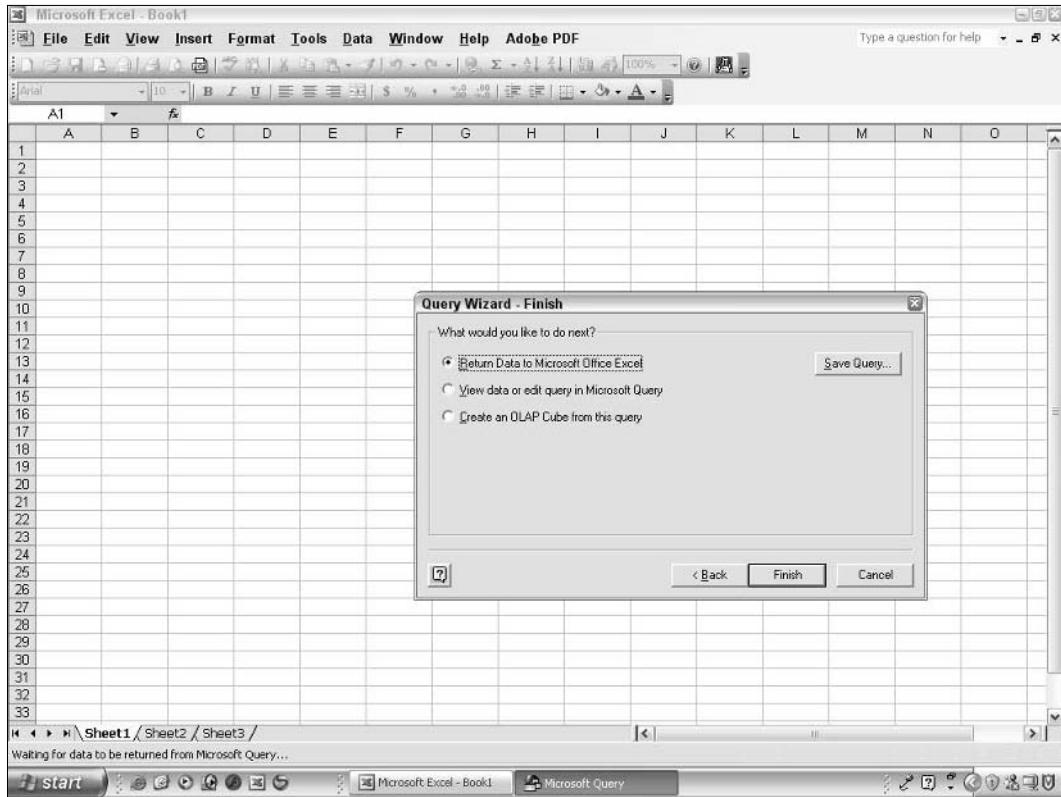 Microsoft Excel - Book1
File Edit View Insert Format Tools Data Window Help Adobe PDF Type a question for help
100%
Arial 10 B I U $ % , A
A1 fx
A B C D E F G H I J K L M N O
1
2
3
4
5
6
7
8
9
10
11
12
13
14
15
16
17
18
19
20
21
22
23
24
25
26
27
28
29
30
31
32
33
Query Wizard - Finish
What would you like to do next?
Return Data to Microsoft Office Excel Save Query...
View data or edit query in Microsoft Query
Create an OLAP Cube from this query
< Back Finish Cancel
Sheet1 / Sheet2 / Sheet3 /
Waiting for data to be returned from Microsoft Query...
start Microsoft Excel - Book1 Microsoft Query